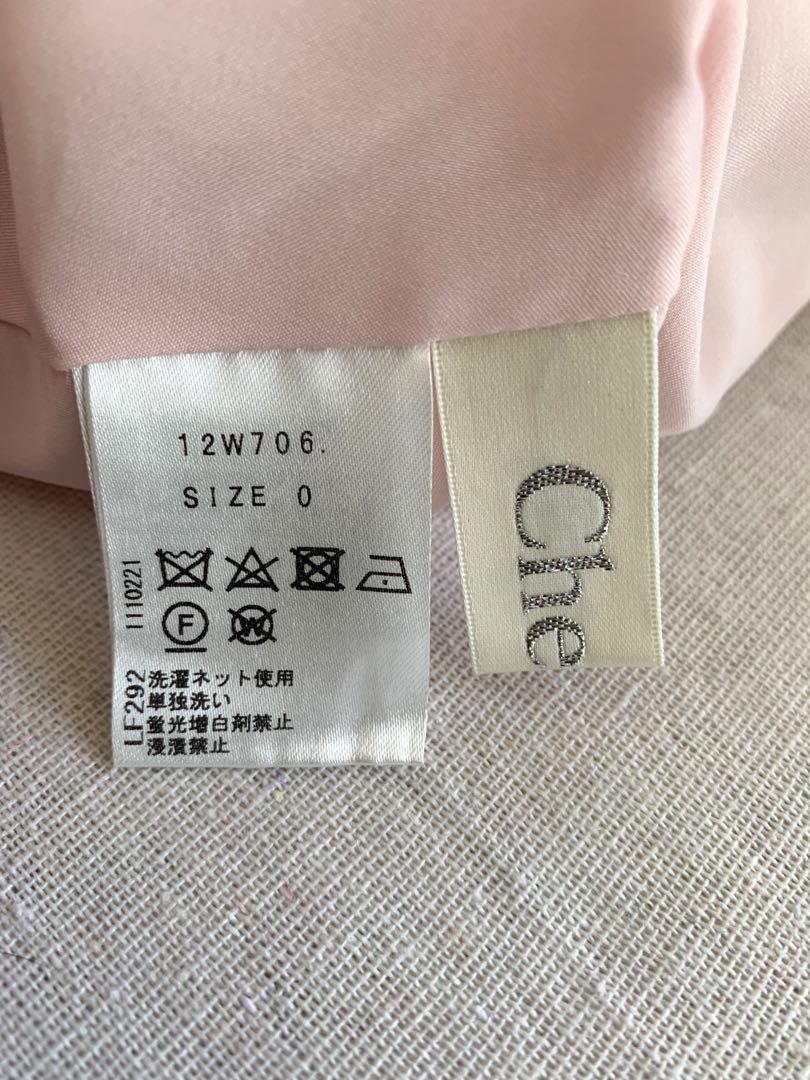 12W706.
SIZE 0
F W
洗濯ネット使用
単独洗い
蛍光増白剤禁止
浸漬禁止
LF292 1110221
Che